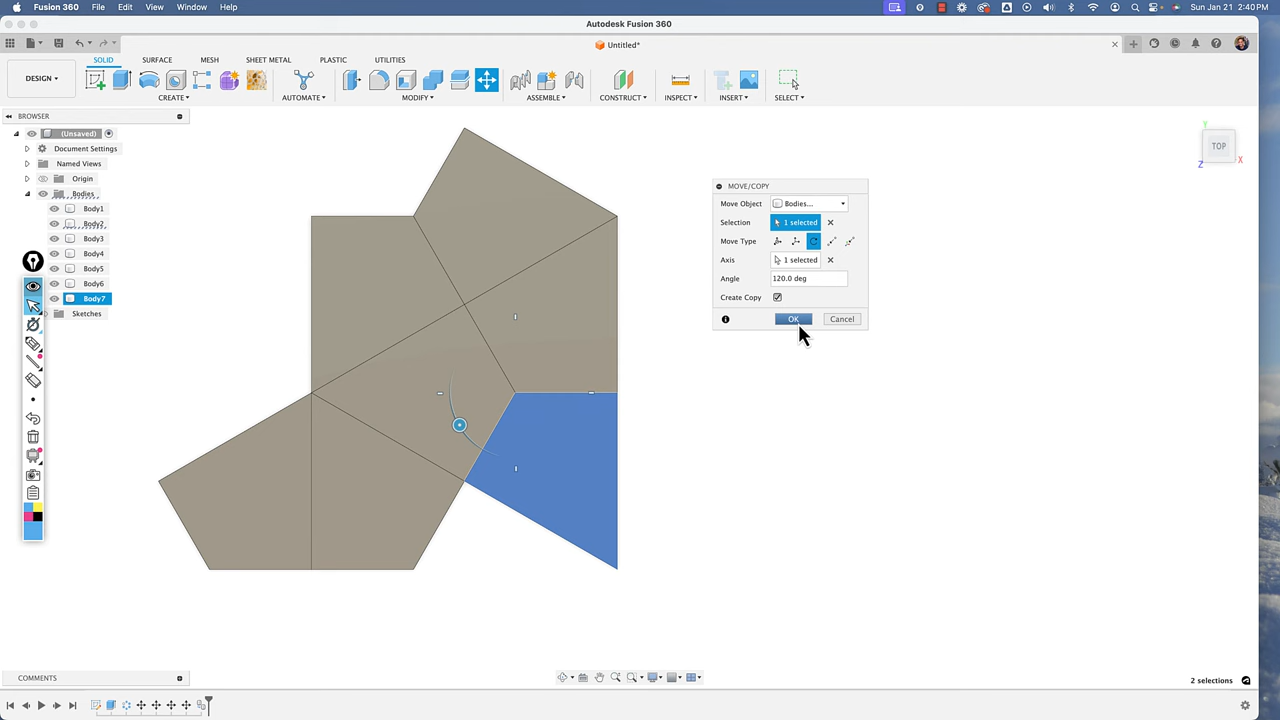 Fusion 360 File Edit View Window Help Sun Jan 21 2:40 PM
Autodesk Fusion 360
Untitled*
DESIGN
SOLID SURFACE MESH SHEET METAL PLASTIC UTILITIES
CREATE AUTOMATE MODIFY ASSEMBLE CONSTRUCT INSPECT INSERT SELECT
BROWSER
(Unsaved)
Document Settings
Named Views
Origin
Bodies
Body1
Body2
Body3
Body4
Body5
Body6
Body7
Sketches
TOP
Y
X
Z
MOVE/COPY
Move Object Bodies...
Selection 1 selected
Move Type
Axis 1 selected
Angle 120.0 deg
Create Copy
OK Cancel
COMMENTS
2 selections